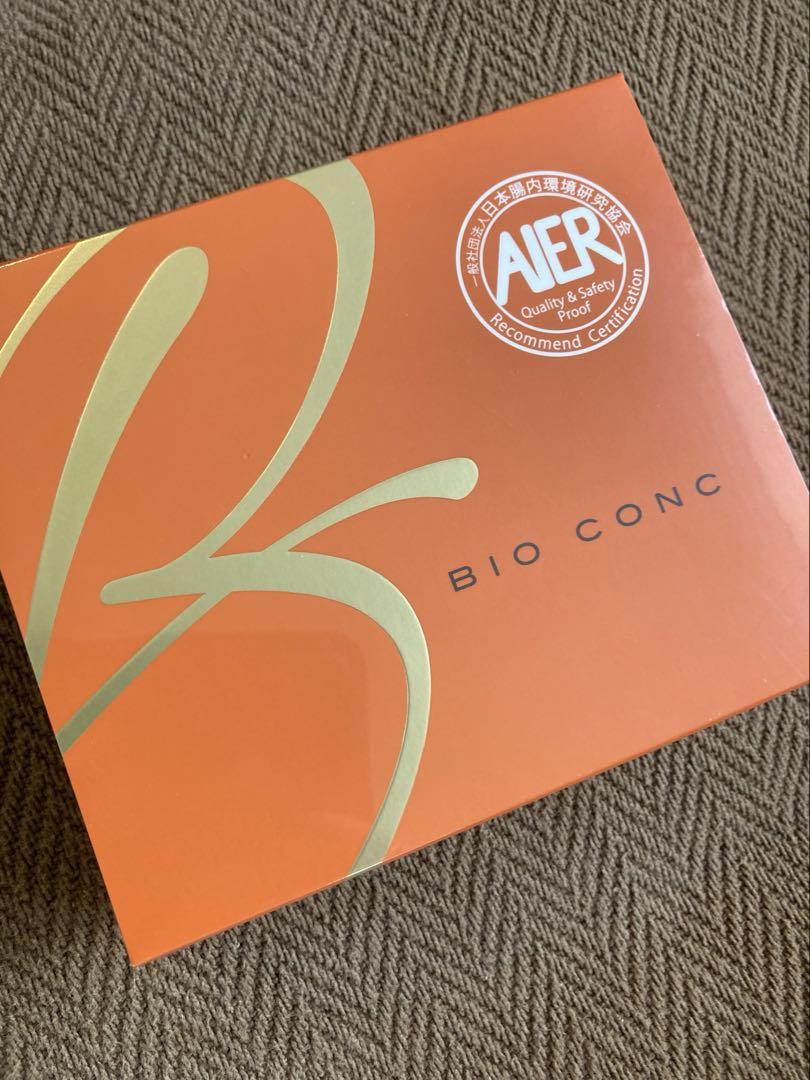 一般社団法人日本腸内環境研究協会
AIER
Quality & Safety
Proof
Recommend Certification
BIO CONC